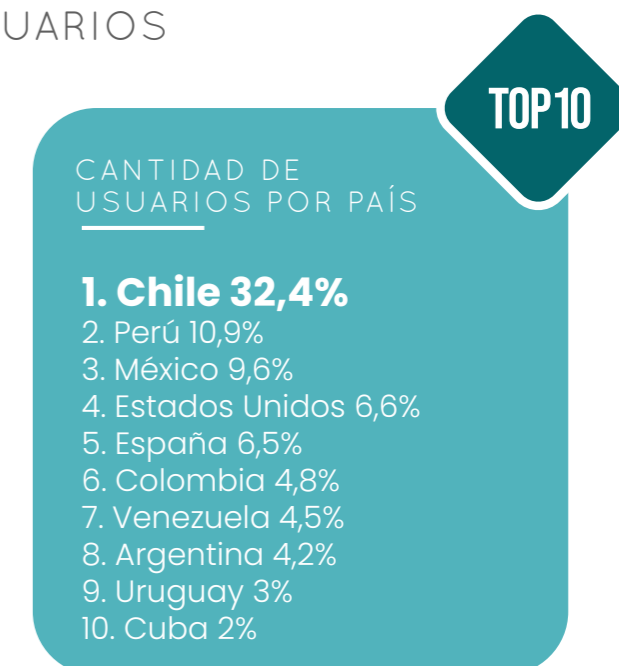 UARIOS
TOP10
CANTIDAD DE
USUARIOS POR PAÍS
1. Chile 32,4%
2. Perú 10,9%
3. México 9,6%
4. Estados Unidos 6,6%
5. España 6,5%
6. Colombia 4,8%
7. Venezuela 4,5%
8. Argentina 4,2%
9. Uruguay 3%
10. Cuba 2%